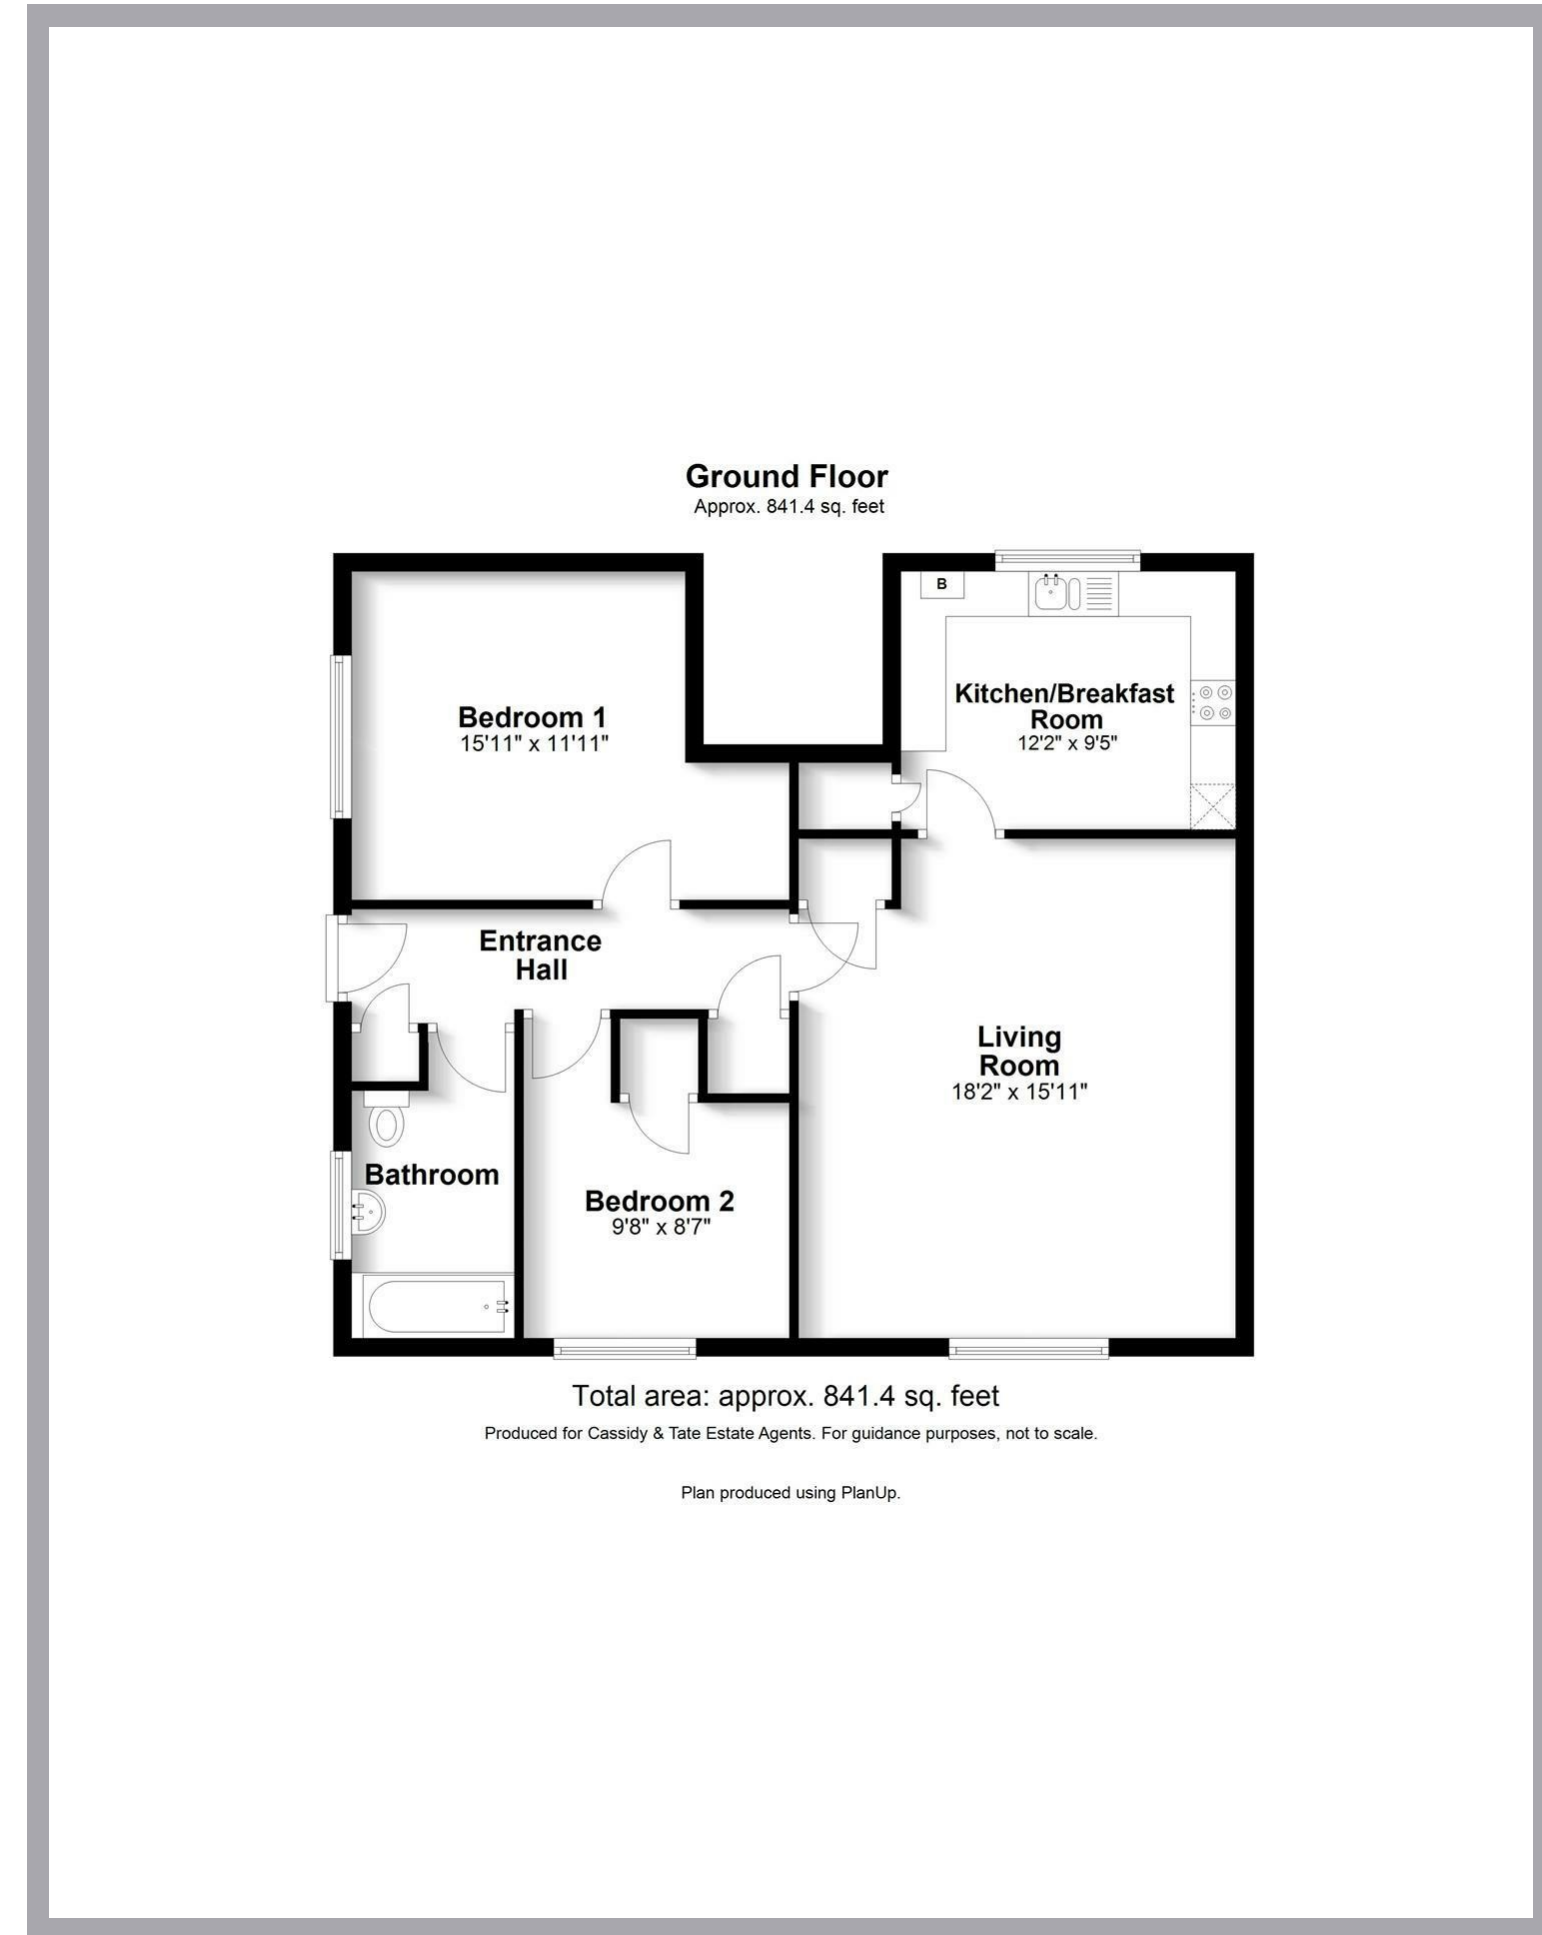 Ground Floor
Approx. 841.4 sq. feet
B
Kitchen/Breakfast
Room
12'2" x 9'5"
Bedroom 1
15'11" x 11'11"
Entrance
Hall
Living
Room
18'2" x 15'11"
Bathroom
Bedroom 2
9'8" x 8'7"
Total area: approx. 841.4 sq. feet
Produced for Cassidy & Tate Estate Agents. For guidance purposes, not to scale.
Plan produced using PlanUp.